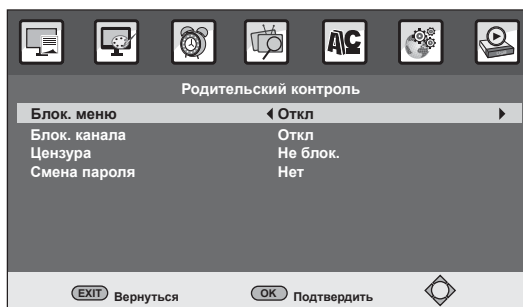 AC
Родительский контроль
Блок. меню Откл
Блок. канала Откл
Цензура Не блок.
Смена пароля Нет
EXIT Вернуться OK Подтвердить